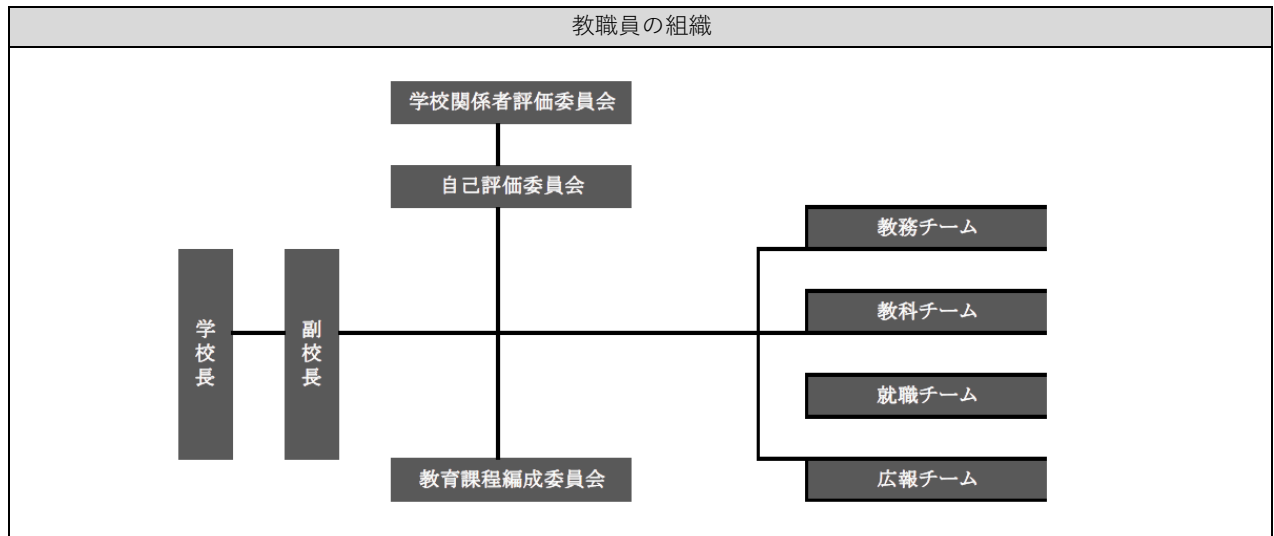 教職員の組織
学校関係者評価委員会
自己評価委員会
学校長
副校長
教育課程編成委員会
教務チーム
教科チーム
就職チーム
広報チーム